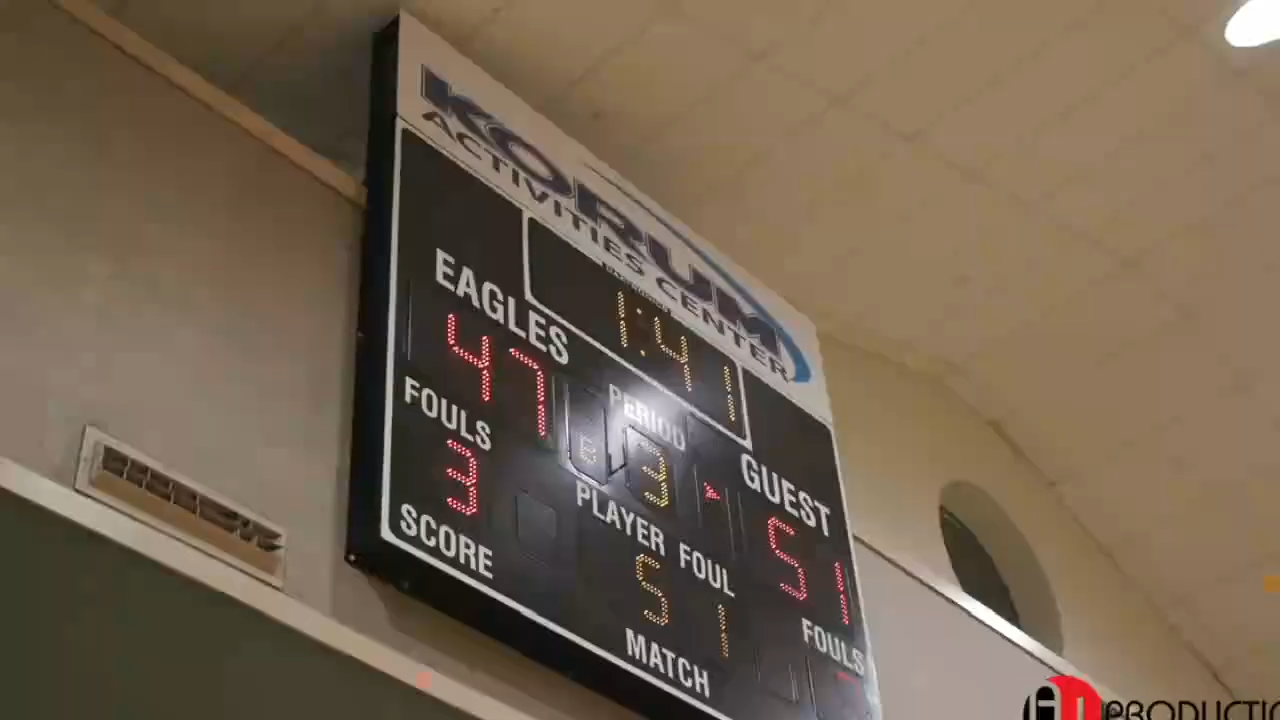 KORUM
ACTIVITIES CENTER
1:41
EAGLES
47
PERIOD
3
GUEST
51
FOULS
3
PLAYER FOUL
5 1
FOULS
SCORE
MATCH
PRODUCTIO